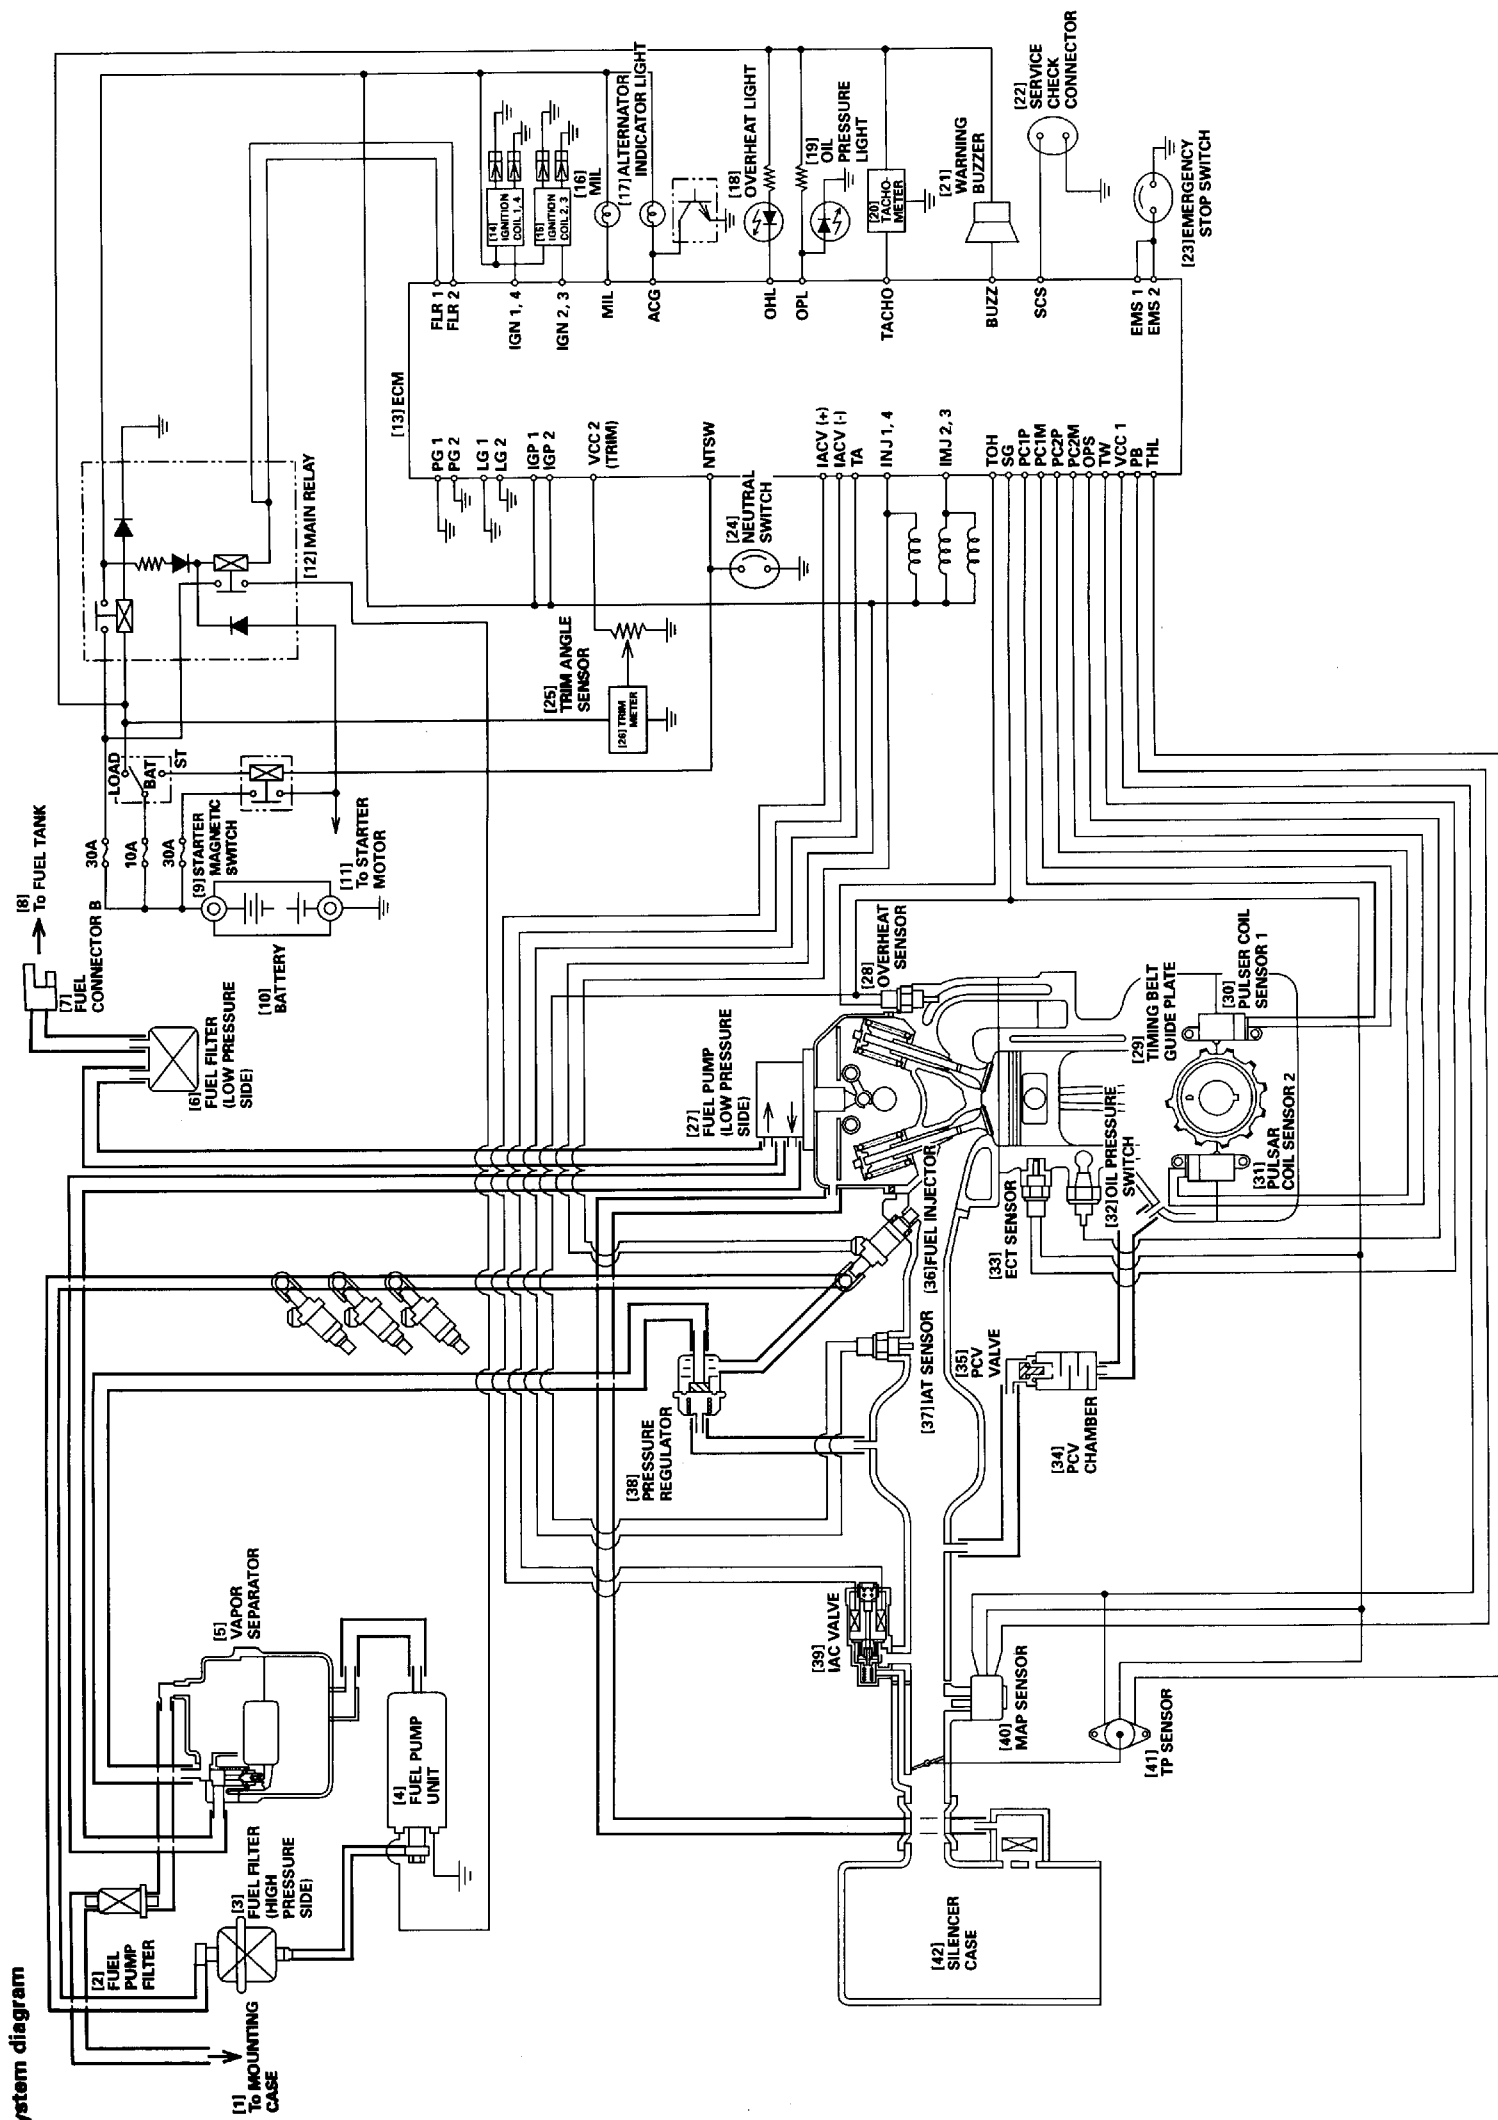 ystem diagram
[1]
To MOUNTING
CASE
[2]
FUEL
PUMP
FILTER
[3]
FUEL FILTER
(HIGH
PRESSURE
SIDE)
[4]
FUEL PUMP
UNIT
[5]
VAPOR
SEPARATOR
[6]
FUEL FILTER
(LOW PRESSURE
SIDE)
[7]
FUEL
CONNECTOR B
[8]
To FUEL TANK
30A
10A
30A
[9] STARTER
MAGNETIC
SWITCH
[10]
BATTERY
[11]
To STARTER
MOTOR
LOAD
BAT
ST
[12] MAIN RELAY
[13] ECM
FLR 1
FLR 2
IGN 1, 4
IGN 2, 3
MIL
ACG
OHL
OPL
TACHO
BUZZ
SCS
EMS 1
EMS 2
PG 1
PG 2
LG 1
LG 2
IGP 1
IGP 2
VCC 2
(TRIM)
NTSW
IACV (+)
IACV (-)
TA
INJ 1, 4
IMJ 2, 3
TOH
SG
PC1P
PC1M
PC2P
PC2M
OPS
TW
VCC 1
PB
THL
[14]
IGNITION
COIL 1, 4
[15]
IGNITION
COIL 2, 3
[16]
MIL
[17] ALTERNATOR
INDICATOR LIGHT
[18]
OVERHEAT LIGHT
[19]
OIL
PRESSURE
LIGHT
[20]
TACHO-
METER
[21]
WARNING
BUZZER
[22]
SERVICE
CHECK
CONNECTOR
[23] EMERGENCY
STOP SWITCH
[24]
NEUTRAL
SWITCH
[25]
TRIM ANGLE
SENSOR
[26] TRIM
METER
[27]
FUEL PUMP
(LOW PRESSURE
SIDE)
[28]
OVERHEAT
SENSOR
[29]
TIMING BELT
GUIDE PLATE
[30]
PULSER COIL
SENSOR 1
[31]
PULSAR
COIL SENSOR 2
[32] OIL PRESSURE
SWITCH
[33]
ECT SENSOR
[34]
PCV
CHAMBER
[35]
PCV
VALVE
[36] FUEL INJECTOR
[37] IAT SENSOR
[38]
PRESSURE
REGULATOR
[39]
IAC VALVE
[40]
MAP SENSOR
[41]
TP SENSOR
[42]
SILENCER
CASE